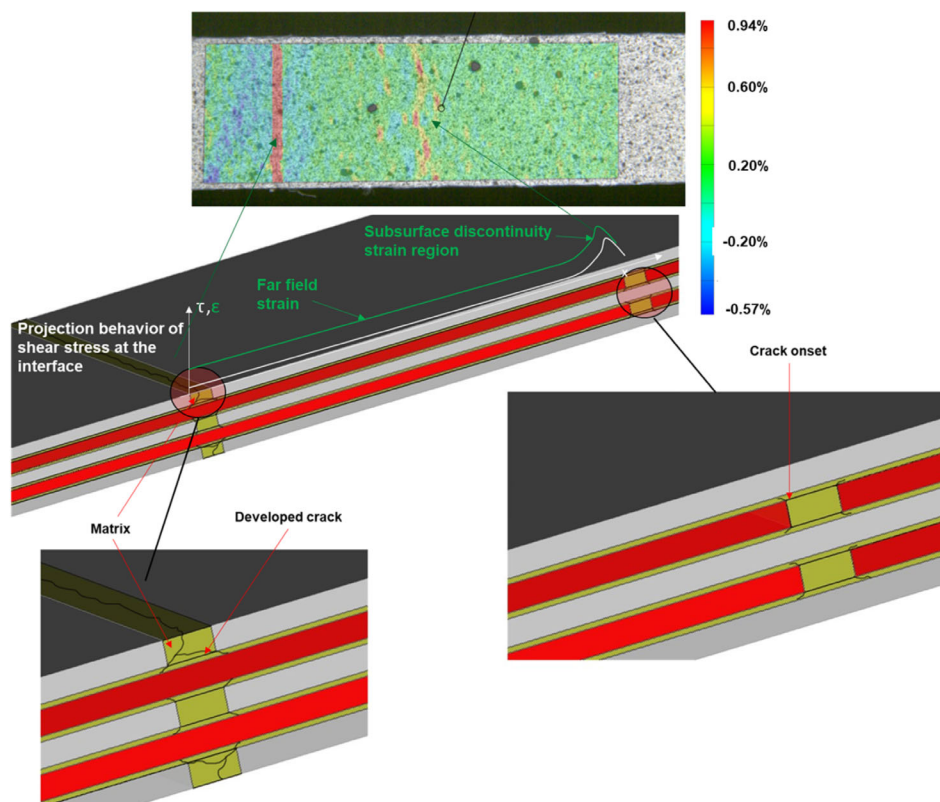 0.94%
0.60%
0.20%
-0.20%
-0.57%
Subsurface discontinuity
strain region
Far field
strain
x
τ,ε
Projection behavior of
shear stress at the
interface
Crack onset
Matrix
Developed crack